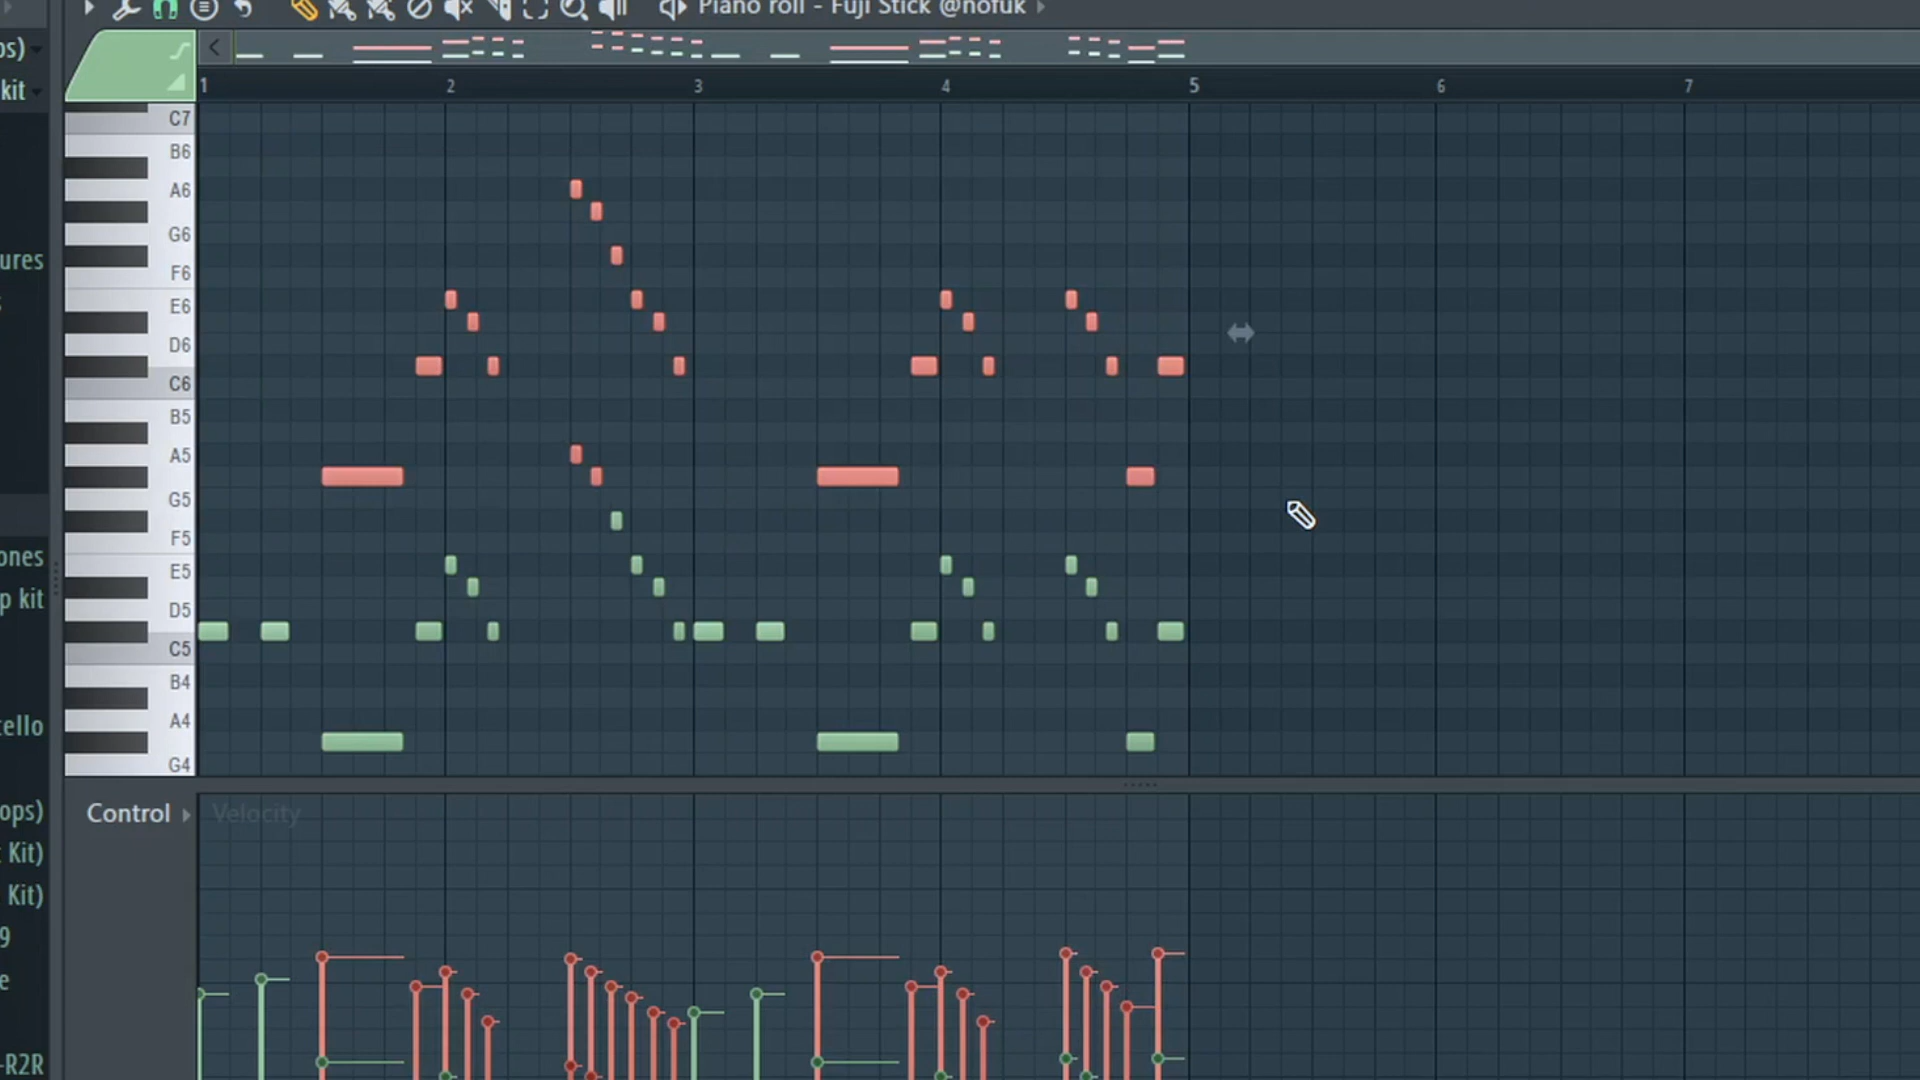 Piano roll - Fuji Stick @nofuk
ps)
kit
1 2 3 4 5 6 7
C7
B6
A6
G6
F6
E6
D6
C6
B5
A5
G5
F5
E5
D5
C5
B4
A4
G4
ures
ones
p kit
ello
ops)
Kit)
Kit)
9
e
-R2R
Control
Velocity